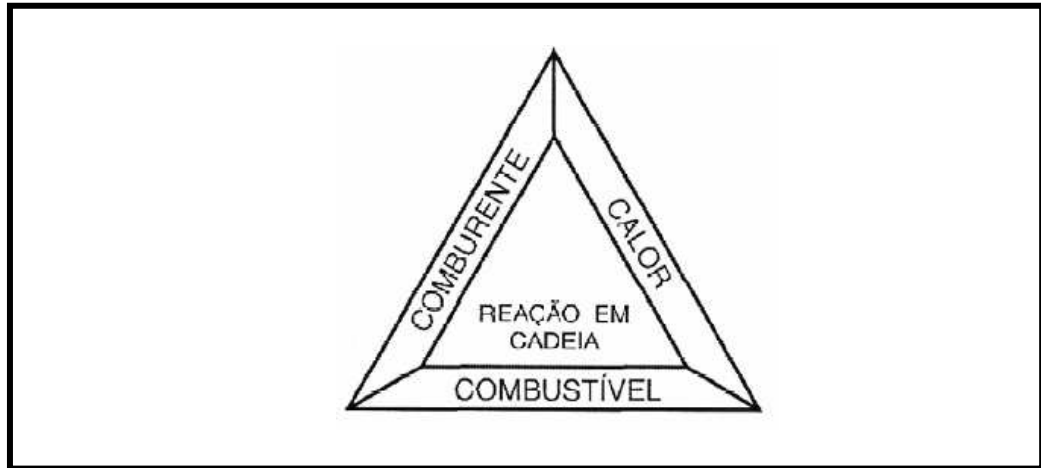 COMBURENTE
CALOR
REAÇÃO EM
CADEIA
COMBUSTÍVEL